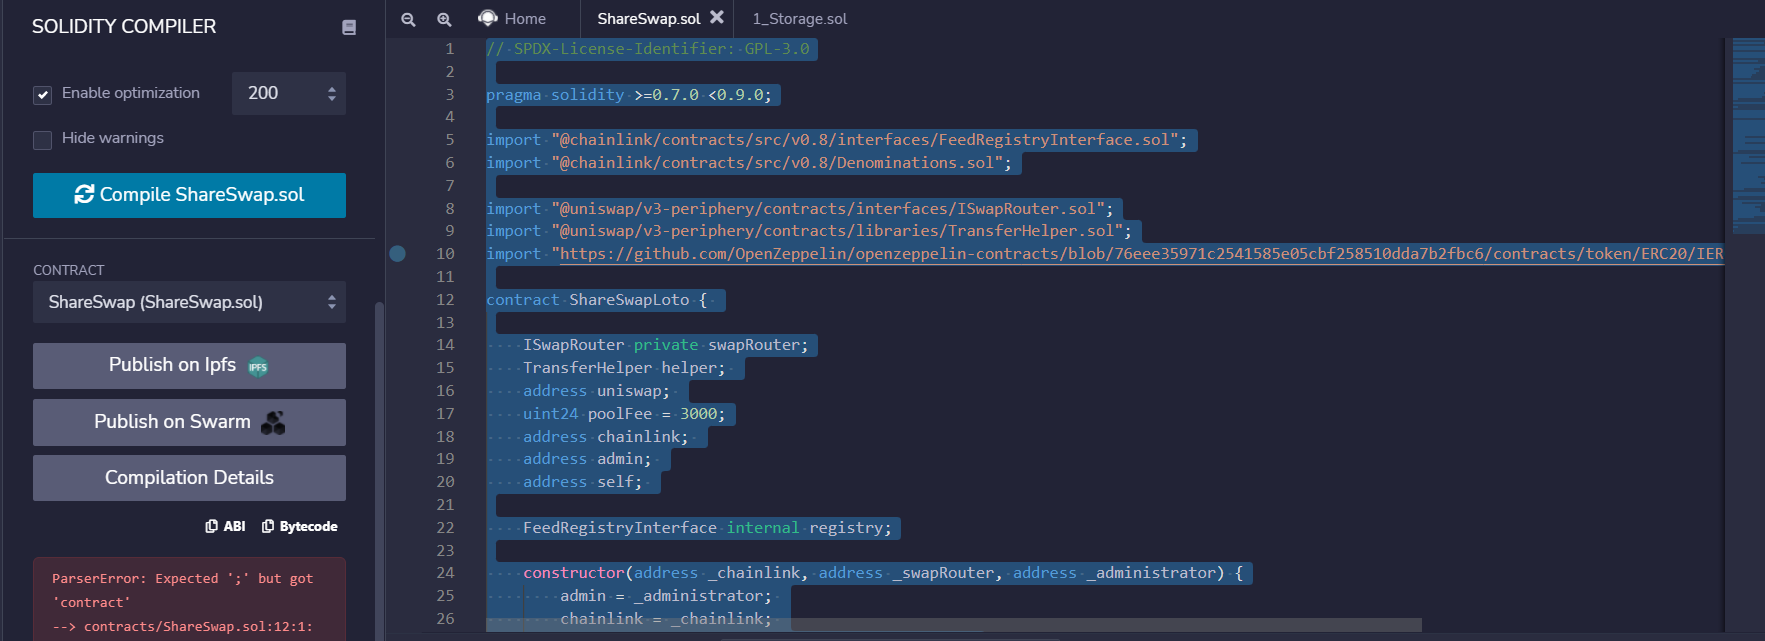 SOLIDITY COMPILER
Enable optimization
200
Hide warnings
Compile ShareSwap.sol
CONTRACT
ShareSwap (ShareSwap.sol)
Publish on Ipfs
IPFS
Publish on Swarm
Compilation Details
ABI
Bytecode
ParserError: Expected ';' but got
'contract'
--> contracts/ShareSwap.sol:12:1:
Home
ShareSwap.sol
1_Storage.sol
1 // SPDX-License-Identifier: GPL-3.0
2
3 pragma solidity >=0.7.0 <0.9.0;
4
5 import "@chainlink/contracts/src/v0.8/interfaces/FeedRegistryInterface.sol";
6 import "@chainlink/contracts/src/v0.8/Denominations.sol";
7
8 import "@uniswap/v3-periphery/contracts/interfaces/ISwapRouter.sol";
9 import "@uniswap/v3-periphery/contracts/libraries/TransferHelper.sol";
10 import "https://github.com/OpenZeppelin/openzeppelin-contracts/blob/76eee35971c2541585e05cbf258510dda7b2fbc6/contracts/token/ERC20/IER
11
12 contract ShareSwapLoto {
13
14 ISwapRouter private swapRouter;
15 TransferHelper helper;
16 address uniswap;
17 uint24 poolFee = 3000;
18 address chainlink;
19 address admin;
20 address self;
21
22 FeedRegistryInterface internal registry;
23
24 constructor(address _chainlink, address _swapRouter, address _administrator) {
25 admin = _administrator;
26 chainlink = _chainlink;